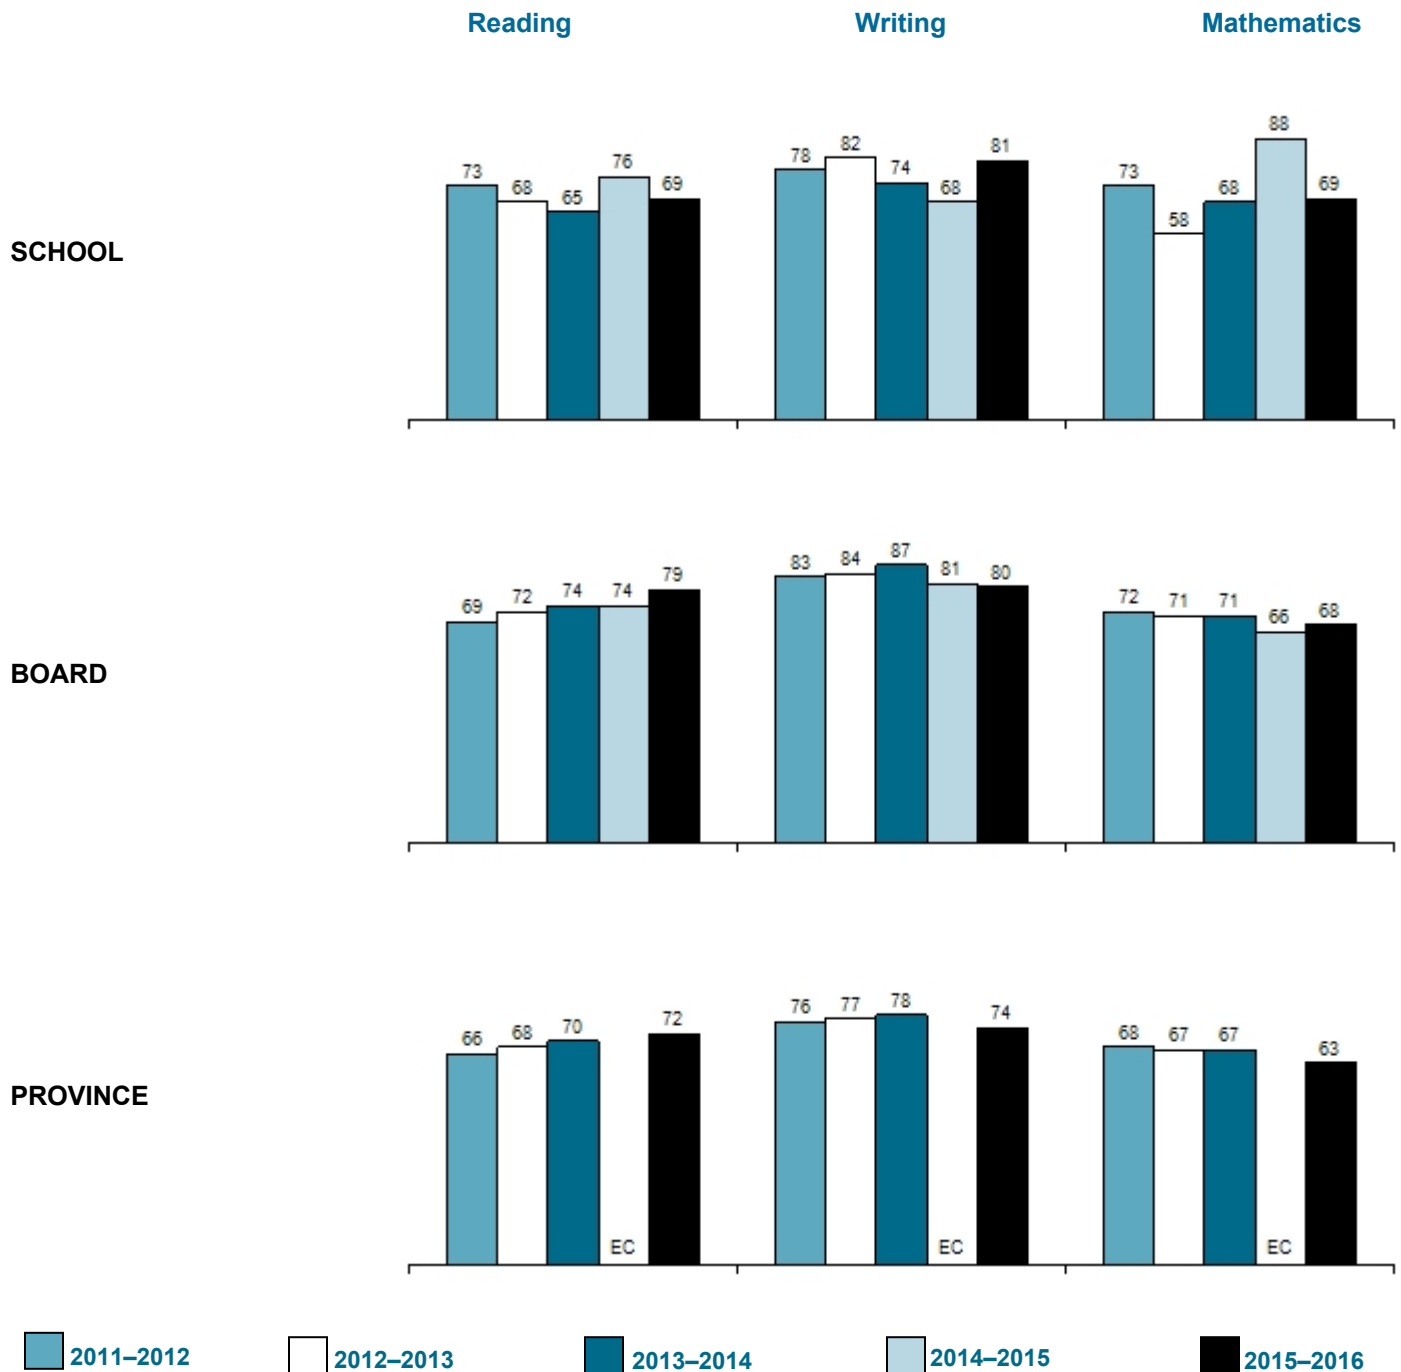 Reading Writing Mathematics
SCHOOL
73 68 65 76 69
78 82 74 68 81
73 58 68 88 69
BOARD
69 72 74 74 79
83 84 87 81 80
72 71 71 66 68
PROVINCE
66 68 70 EC 72
76 77 78 EC 74
68 67 67 EC 63
2011–2012 2012–2013 2013–2014 2014–2015 2015–2016